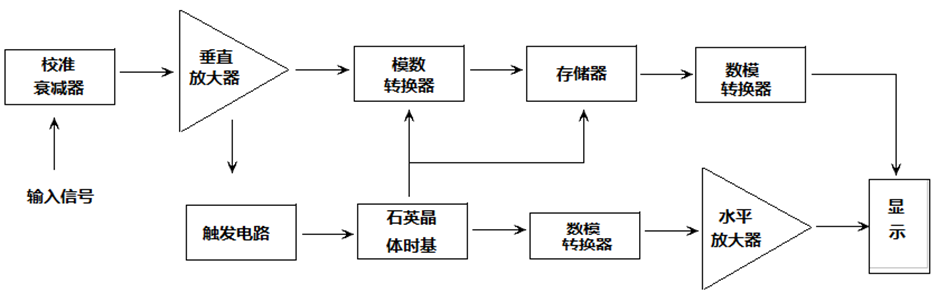 校准
衰减器
垂直
放大器
模数
转换器
存储器
数模
转换器
输入信号
触发电路
石英晶
体时基
数模
转换器
水平
放大器
显
示